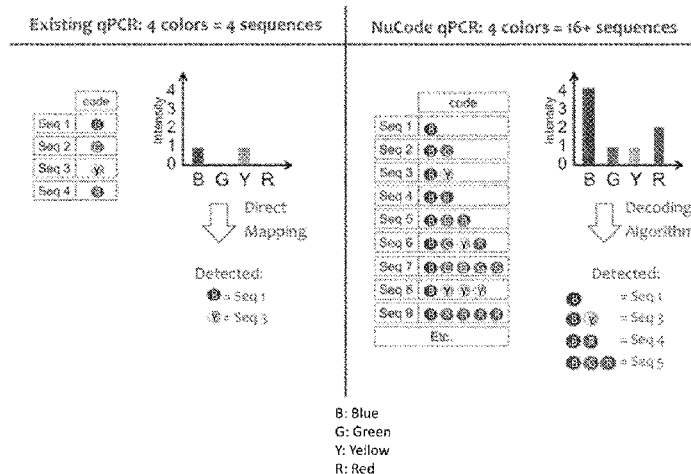 Existing qPCR: 4 colors = 4 sequences
code
Seq 1 B
Seq 2
Seq 3 Y
Seq 4
Intensity
4
3
2
1
0
B G Y R
Direct
Mapping
Detected:
B = Seq 1
Y = Seq 3
NuCode qPCR: 4 colors = 16+ sequences
code
Seq 1 B
Seq 2 B G
Seq 3 B Y
Seq 4 B
Seq 5 B
Seq 6 B G Y
Seq 7 B
Seq 8 B Y Y Y
Seq 9 B
Etc.
Intensity
4
3
2
1
0
B G Y R
Decoding
Algorithm
Detected:
B = Seq 1
B Y = Seq 3
B = Seq 4
B = Seq 5
B: Blue
G: Green
Y: Yellow
R: Red